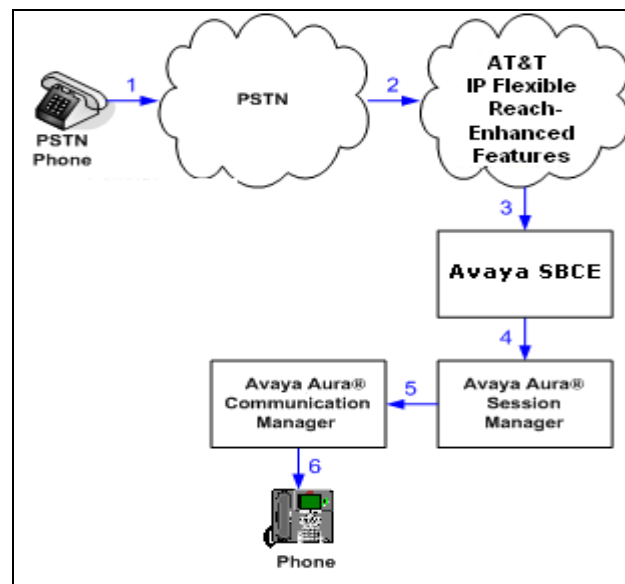 1
PSTN
Phone
PSTN
2
AT&T
IP Flexible
Reach-
Enhanced
Features
3
Avaya SBCE
4
Avaya Aura®
Session
Manager
5
Avaya Aura®
Communication
Manager
6
Phone